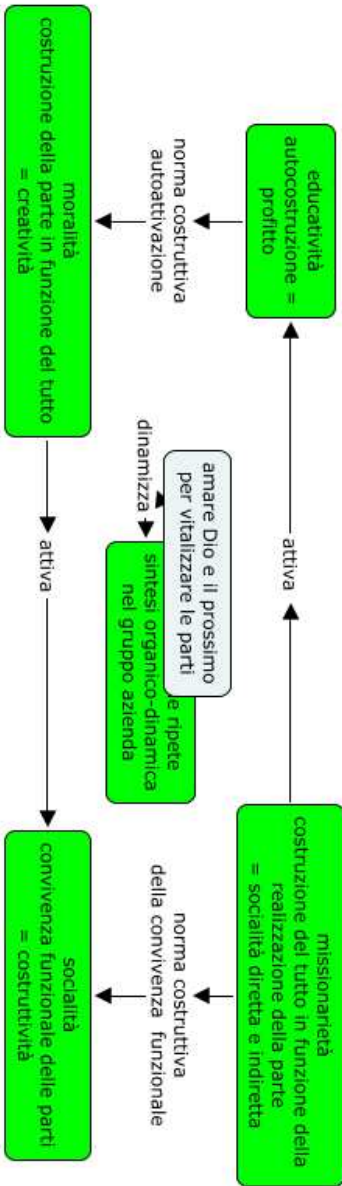 educatività
autocostruzione =
profitto
attiva
missionarietà
costruzione del tutto in funzione della
realizzazione della parte
= socialità diretta e indiretta
norma costruttiva
autoattivazione
amare Dio e il prossimo
per vitalizzare le parti
dinamizza
e ripete
sintesi organico-dinamica
nel gruppo azienda
norma costruttiva
della convivenza funzionale
moralità
costruzione della parte in funzione del tutto
= creatività
attiva
socialità
convivenza funzionale delle parti
= costruttività